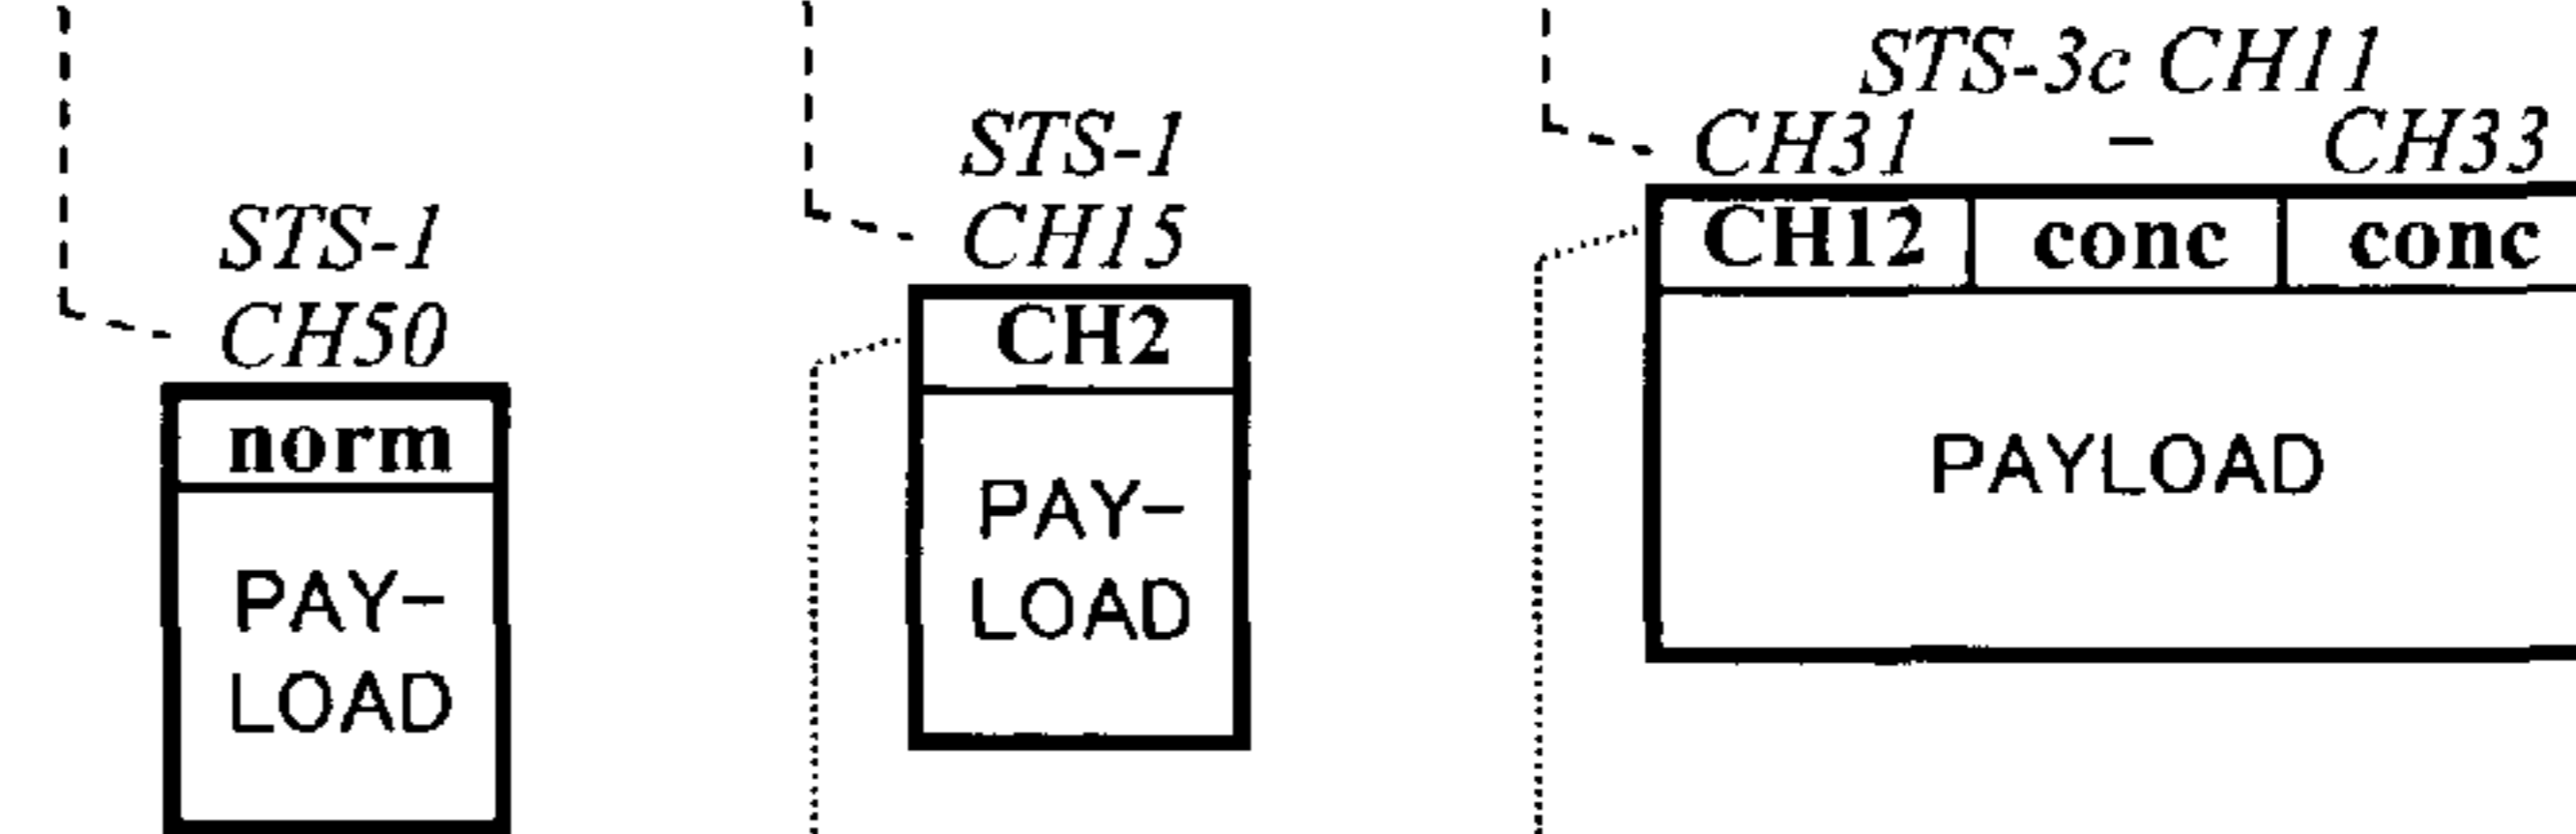 STS-1
CH50
norm
PAY-
LOAD
STS-1
CH15
CH2
PAY-
LOAD
STS-3c CH11
CH31 - CH33
CH12 conc conc
PAYLOAD